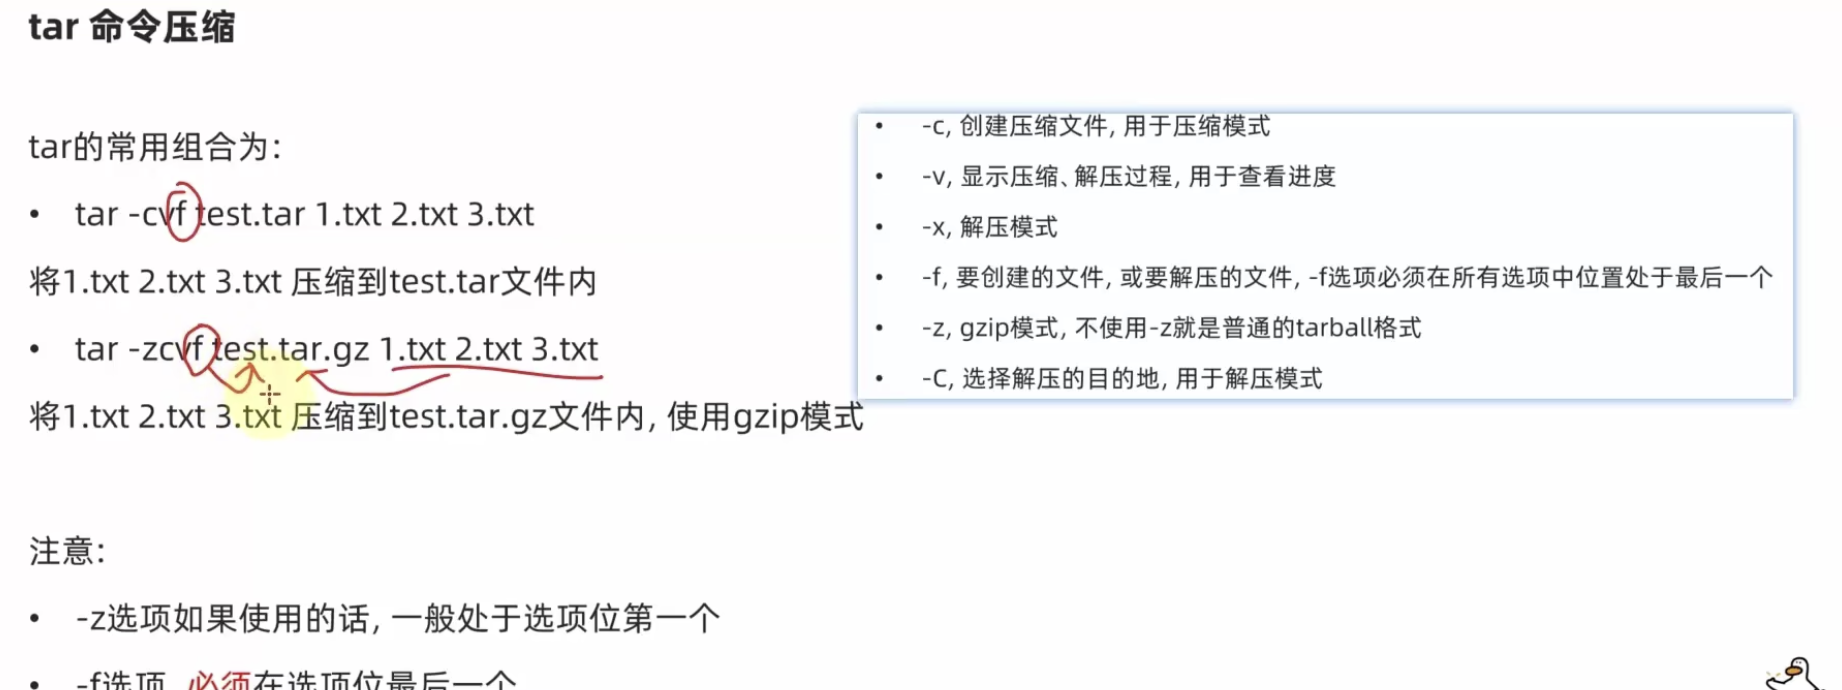 tar 命令压缩
tar的常用组合为:
• tar -cvf test.tar 1.txt 2.txt 3.txt
将1.txt 2.txt 3.txt 压缩到test.tar文件内
• tar -zcvf test.tar.gz 1.txt 2.txt 3.txt
将1.txt 2.txt 3.txt 压缩到test.tar.gz文件内, 使用gzip模式
• -c, 创建压缩文件, 用于压缩模式
• -v, 显示压缩、解压过程, 用于查看进度
• -x, 解压模式
• -f, 要创建的文件, 或要解压的文件, -f选项必须在所有选项中位置处于最后一个
• -z, gzip模式, 不使用-z就是普通的tarball格式
• -C, 选择解压的目的地, 用于解压模式
注意:
• -z选项如果使用的话, 一般处于选项位第一个
• -f选项, 必须在选项位最后一个